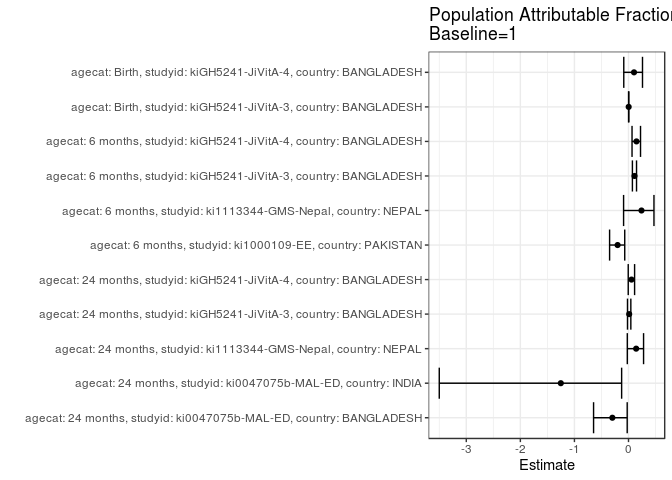 Population Attributable Fractio
Baseline=1
agecat: Birth, studyid: kiGH5241-JiVitA-4, country: BANGLADESH
agecat: Birth, studyid: kiGH5241-JiVitA-3, country: BANGLADESH
agecat: 6 months, studyid: kiGH5241-JiVitA-4, country: BANGLADESH
agecat: 6 months, studyid: kiGH5241-JiVitA-3, country: BANGLADESH
agecat: 6 months, studyid: ki1113344-GMS-Nepal, country: NEPAL
agecat: 6 months, studyid: ki1000109-EE, country: PAKISTAN
agecat: 24 months, studyid: kiGH5241-JiVitA-4, country: BANGLADESH
agecat: 24 months, studyid: kiGH5241-JiVitA-3, country: BANGLADESH
agecat: 24 months, studyid: ki1113344-GMS-Nepal, country: NEPAL
agecat: 24 months, studyid: ki0047075b-MAL-ED, country: INDIA
agecat: 24 months, studyid: ki0047075b-MAL-ED, country: BANGLADESH
-3 -2 -1 0
Estimate